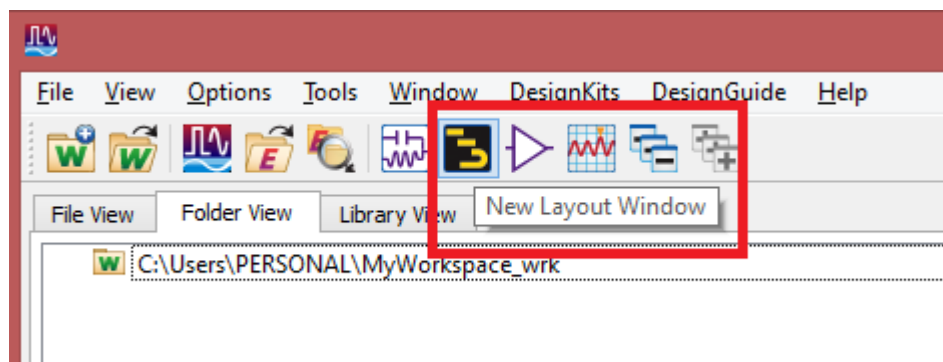 File View Options Tools Window DesignKits DesignGuide Help
W W E E
File View Folder View Library View New Layout Window
W C:\Users\PERSONAL\MyWorkspace_wrk